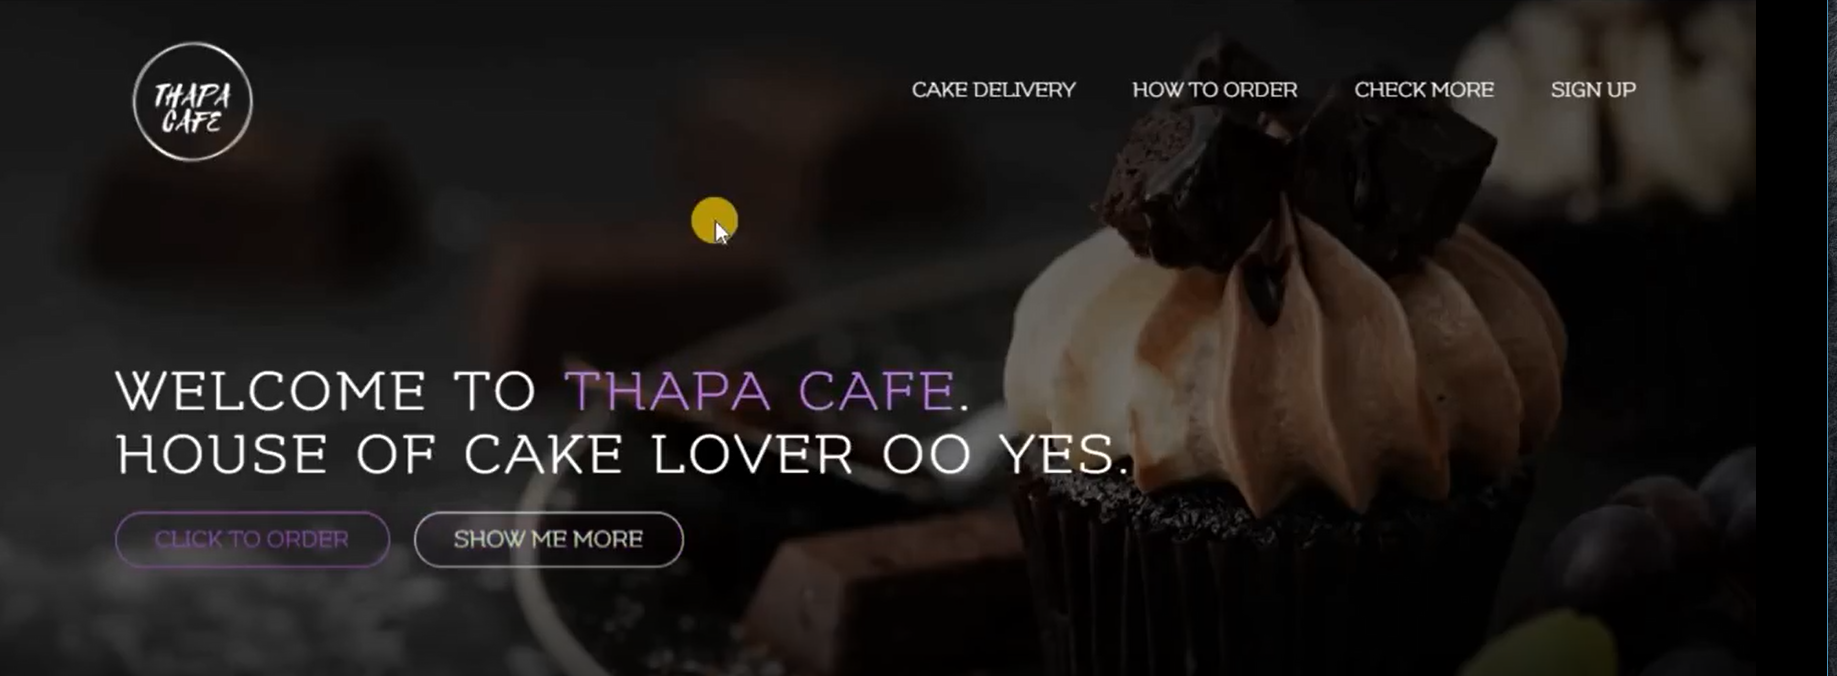 THAPA
CAFE
CAKE DELIVERY HOW TO ORDER CHECK MORE SIGN UP
WELCOME TO THAPA CAFE.
HOUSE OF CAKE LOVER OO YES.
CLICK TO ORDER SHOW ME MORE